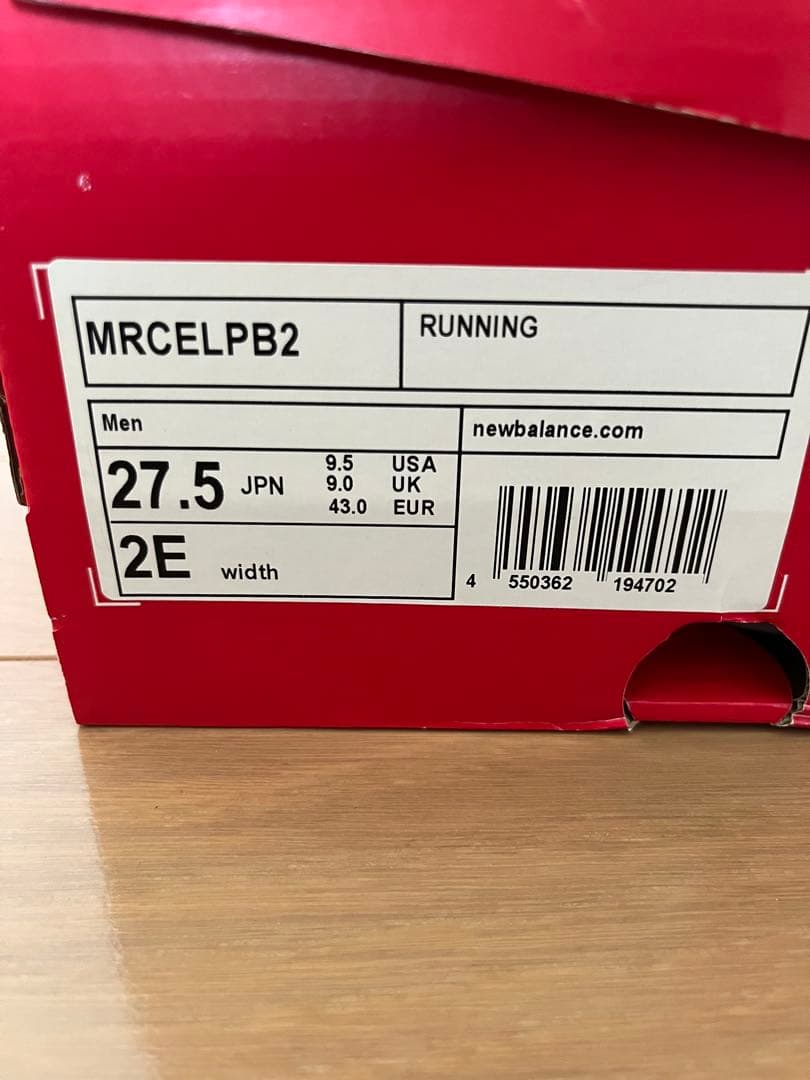 MRCELPB2
RUNNING
Men
newbalance.com
27.5 JPN
9.5 USA
9.0 UK
43.0 EUR
2E width
4 550362 194702